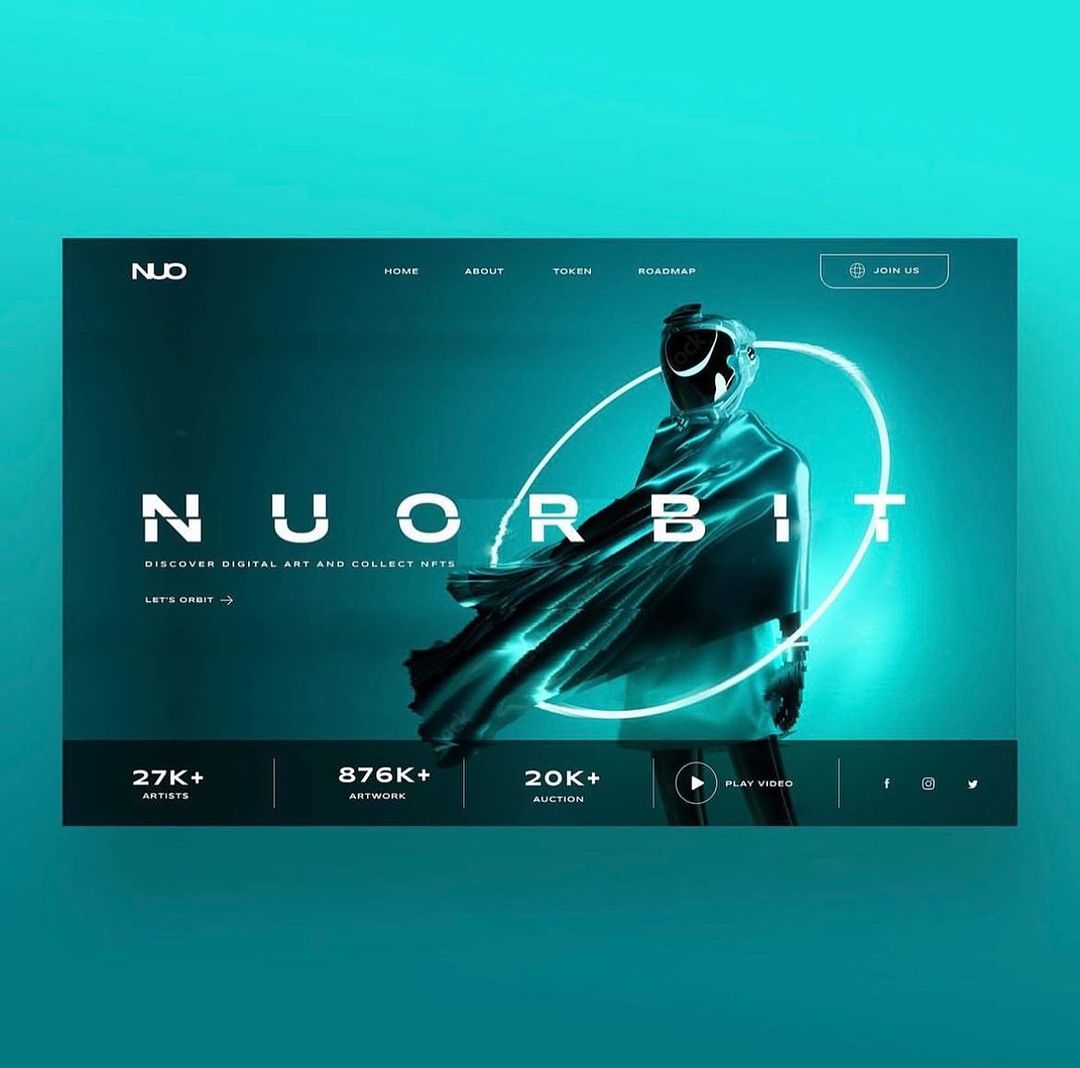 NUO
HOME ABOUT TOKEN ROADMAP JOIN US
NUORBIT
DISCOVER DIGITAL ART AND COLLECT NFTS
LET'S ORBIT
27K+ 876K+ 20K+
ARTISTS ARTWORK AUCTION
PLAY VIDEO